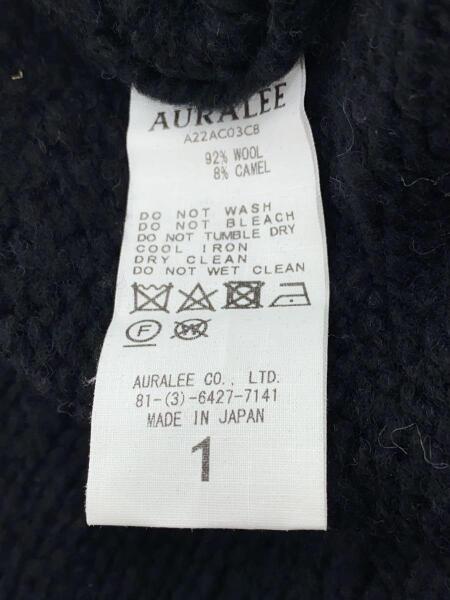 AURALEE
A22AC03CB
92% WOOL
8% CAMEL
DO NOT WASH
DO NOT BLEACH
DO NOT TUMBLE DRY
COOL IRON
DRY CLEAN
DO NOT WET CLEAN
F W
AURALEE CO., LTD.
81-(3)-6427-7141
MADE IN JAPAN
1